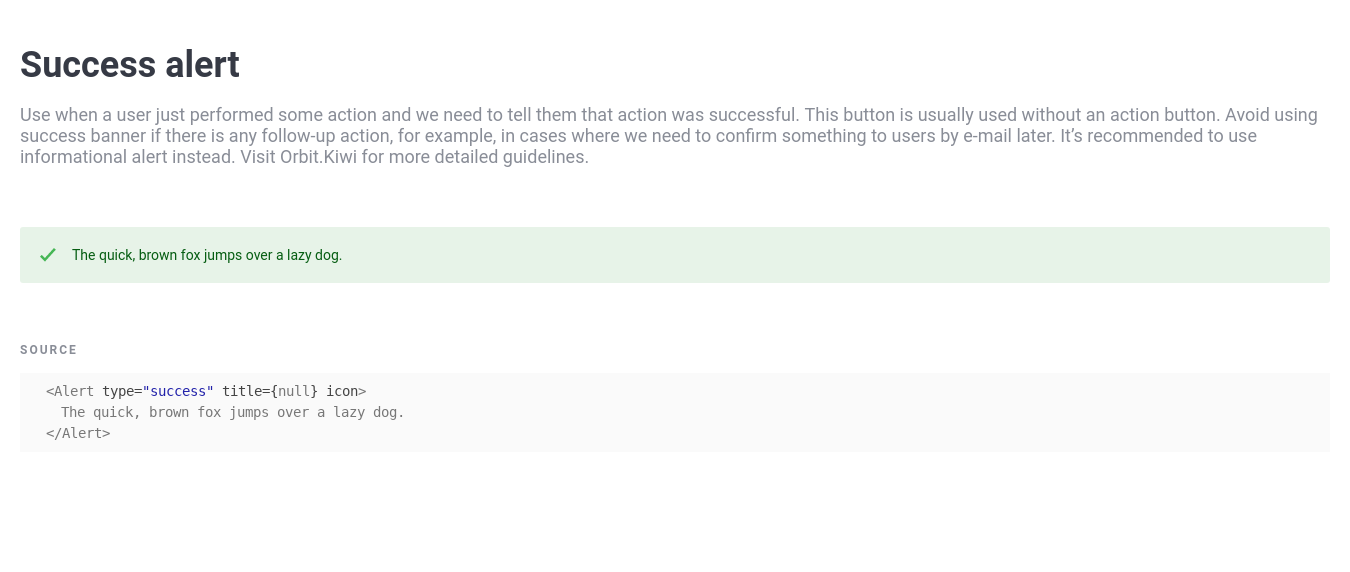 Success alert
Use when a user just performed some action and we need to tell them that action was successful. This button is usually used without an action button. Avoid using
success banner if there is any follow-up action, for example, in cases where we need to confirm something to users by e-mail later. It’s recommended to use
informational alert instead. Visit Orbit.Kiwi for more detailed guidelines.
The quick, brown fox jumps over a lazy dog.
SOURCE
<Alert type="success" title={null} icon>
  The quick, brown fox jumps over a lazy dog.
</Alert>